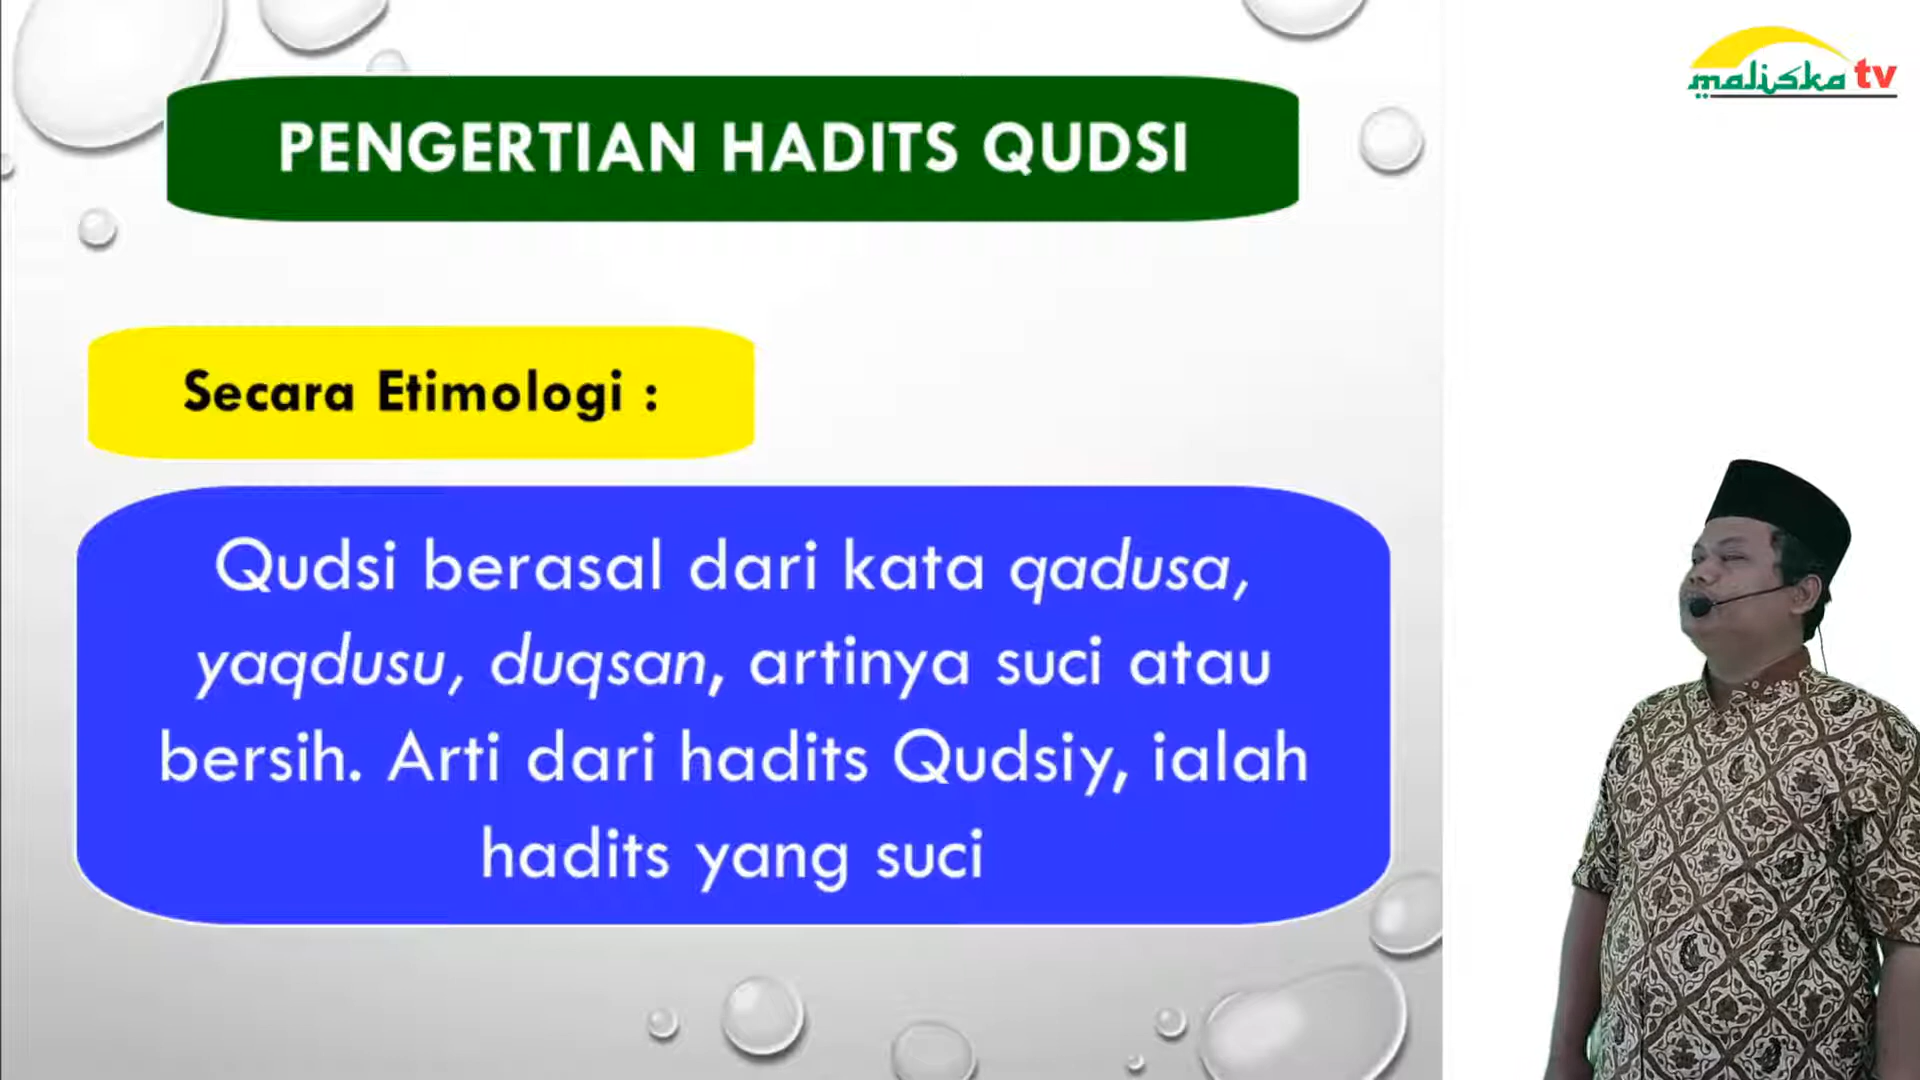 maliska tv
PENGERTIAN HADITS QUDSI
Secara Etimologi :
Qudsi berasal dari kata qadusa,
yaqdusu, duqsan, artinya suci atau
bersih. Arti dari hadits Qudsiy, ialah
hadits yang suci